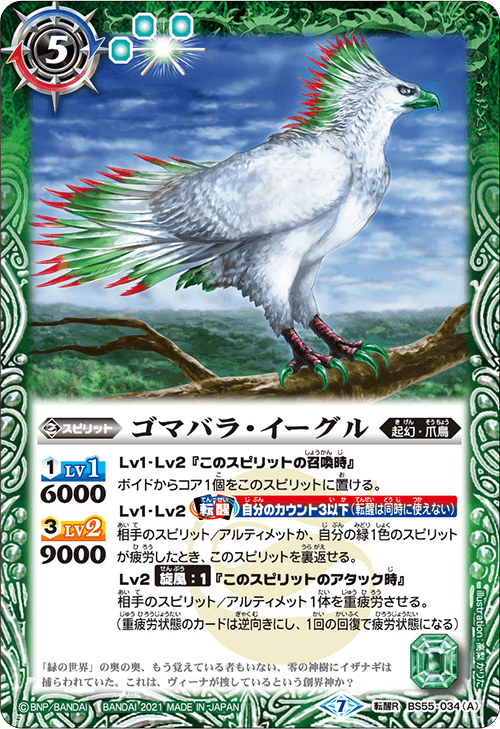 5
スピリット
ゴマバラ・イーグル
起幻・爪鳥
1 LV1
6000
3 LV2
9000
Lv1・Lv2『このスピリットの召喚時』
ボイドからコア1個をこのスピリットに置ける。
Lv1・Lv2 転醒 自分のカウント3以下(転醒は同時に使えない)
相手のスピリット/アルティメットか、自分の緑1色のスピリット
が疲労したとき、このスピリットを裏返せる。
Lv2 旋風:1『このスピリットのアタック時』
相手のスピリット/アルティメット1体を重疲労させる。
(重疲労状態のカードは逆向きにし、1回の回復で疲労状態になる)
「緑の世界」の奥の奥、もう覚えている者もいない、零の神樹にイザナギは
捕らわれていた。これは、ヴィーナが捜しているという創界神か?
©BNP/BANDAI BANDAI 2021 MADE IN JAPAN
7
転醒R BS55-034(A)